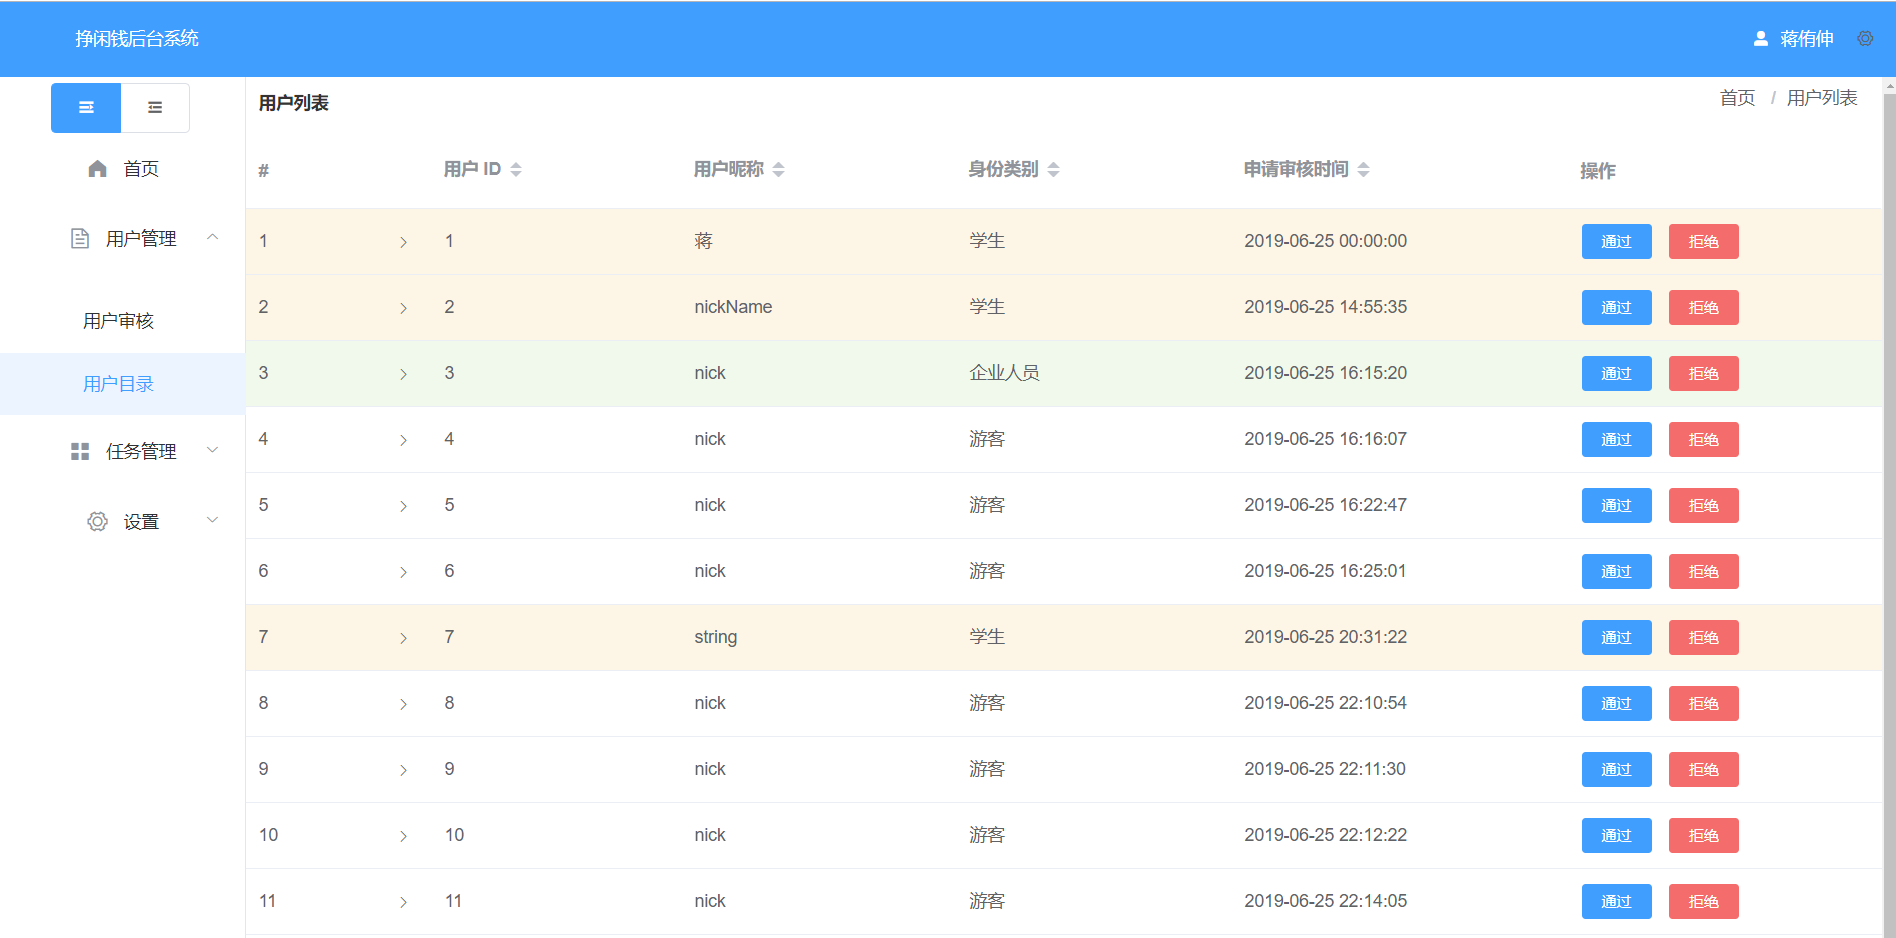 挣闲钱后台系统
蒋侑伸
首页
用户管理
用户审核
用户目录
任务管理
设置
用户列表
首页 / 用户列表
# 用户 ID 用户昵称 身份类别 申请审核时间 操作
1 1 蒋 学生 2019-06-25 00:00:00 通过 拒绝
2 2 nickName 学生 2019-06-25 14:55:35 通过 拒绝
3 3 nick 企业人员 2019-06-25 16:15:20 通过 拒绝
4 4 nick 游客 2019-06-25 16:16:07 通过 拒绝
5 5 nick 游客 2019-06-25 16:22:47 通过 拒绝
6 6 nick 游客 2019-06-25 16:25:01 通过 拒绝
7 7 string 学生 2019-06-25 20:31:22 通过 拒绝
8 8 nick 游客 2019-06-25 22:10:54 通过 拒绝
9 9 nick 游客 2019-06-25 22:11:30 通过 拒绝
10 10 nick 游客 2019-06-25 22:12:22 通过 拒绝
11 11 nick 游客 2019-06-25 22:14:05 通过 拒绝